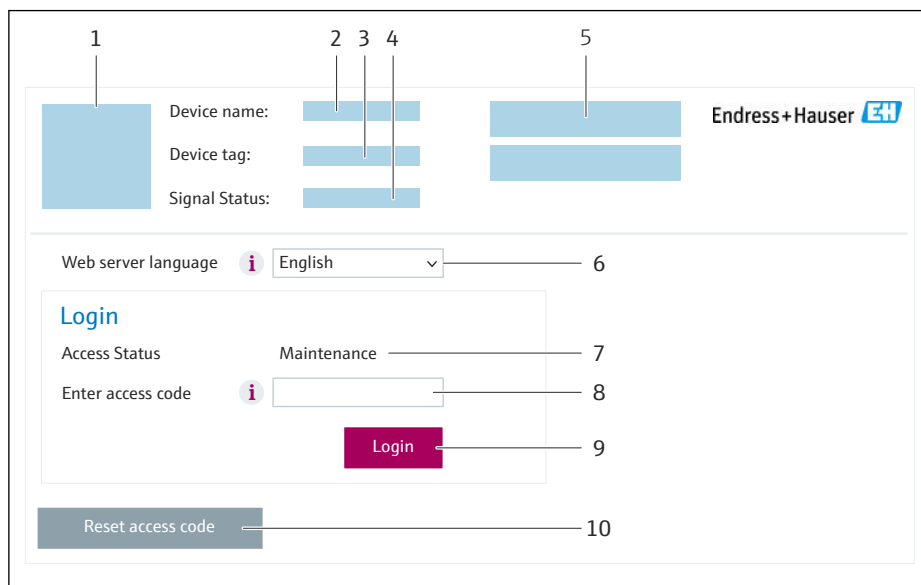 1 2 3 4 5
Device name:
Endress+Hauser EH
Device tag:
Signal Status:
Web server language i English 6
Login
Access Status Maintenance 7
Enter access code i 8
Login 9
Reset access code 10